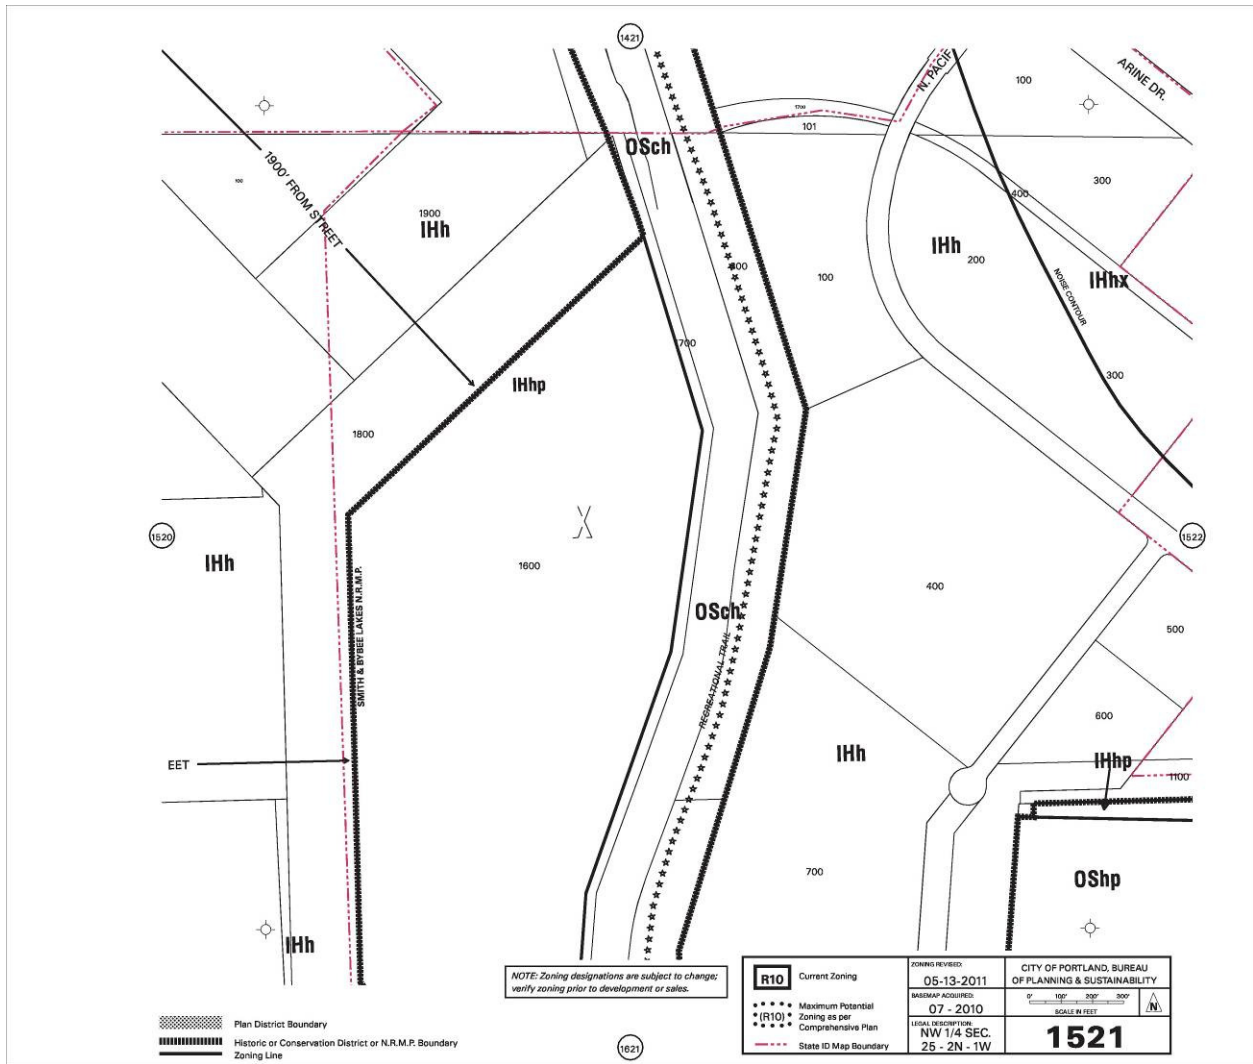 1421
N. PACIF
ARINE DR.
100
1700
101
OSch
100
1900' FROM STREET
1900
IHh
400
300
IHh
200
100
IHhx
NOISE CONTOUR
700
300
IHhp
1800
1520
1522
IHh
1600
400
SMITH & BYBEE LAKES N.R.M.P.
OSch
RECREATIONAL TRAIL
500
600
IHh
IHhp
1100
EET
700
OShp
IHh
NOTE: Zoning designations are subject to change;
verify zoning prior to development or sales.
R10 Current Zoning
(R10) Maximum Potential
Zoning as per
Comprehensive Plan
State ID Map Boundary
ZONING REVISED:
05-13-2011
BASEMAP ACQUIRED:
07 - 2010
LEGAL DESCRIPTION:
NW 1/4 SEC.
25 - 2N - 1W
CITY OF PORTLAND, BUREAU
OF PLANNING & SUSTAINABILITY
0' 100' 200' 300'
SCALE IN FEET
N
1521
Plan District Boundary
Historic or Conservation District or N.R.M.P. Boundary
Zoning Line
1621